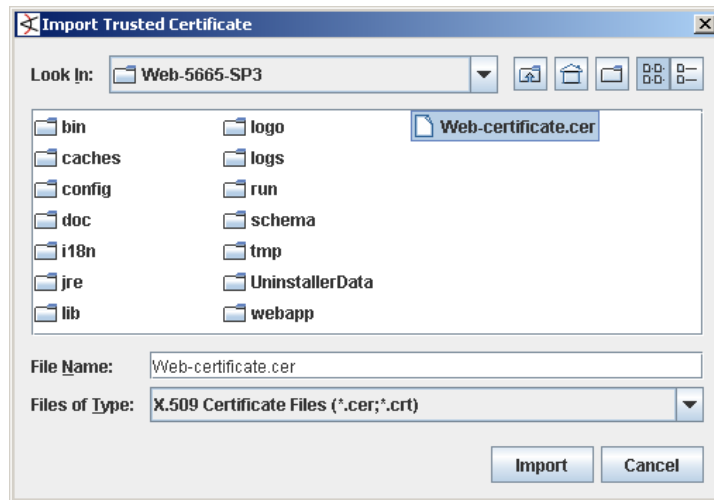 Import Trusted Certificate
Look In: Web-5665-SP3
bin logo Web-certificate.cer
caches logs
config run
doc schema
i18n tmp
jre UninstallerData
lib webapp
File Name: Web-certificate.cer
Files of Type: X.509 Certificate Files (*.cer;*.crt)
Import Cancel